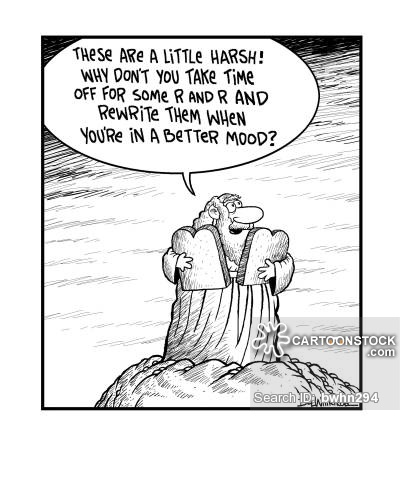 THESE ARE A LITTLE HARSH!
WHY DON'T YOU TAKE TIME
OFF FOR SOME R AND R AND
REWRITE THEM WHEN
YOU'RE IN A BETTER MOOD?
CARTOONSTOCK
.com
Search ID: bwhn294